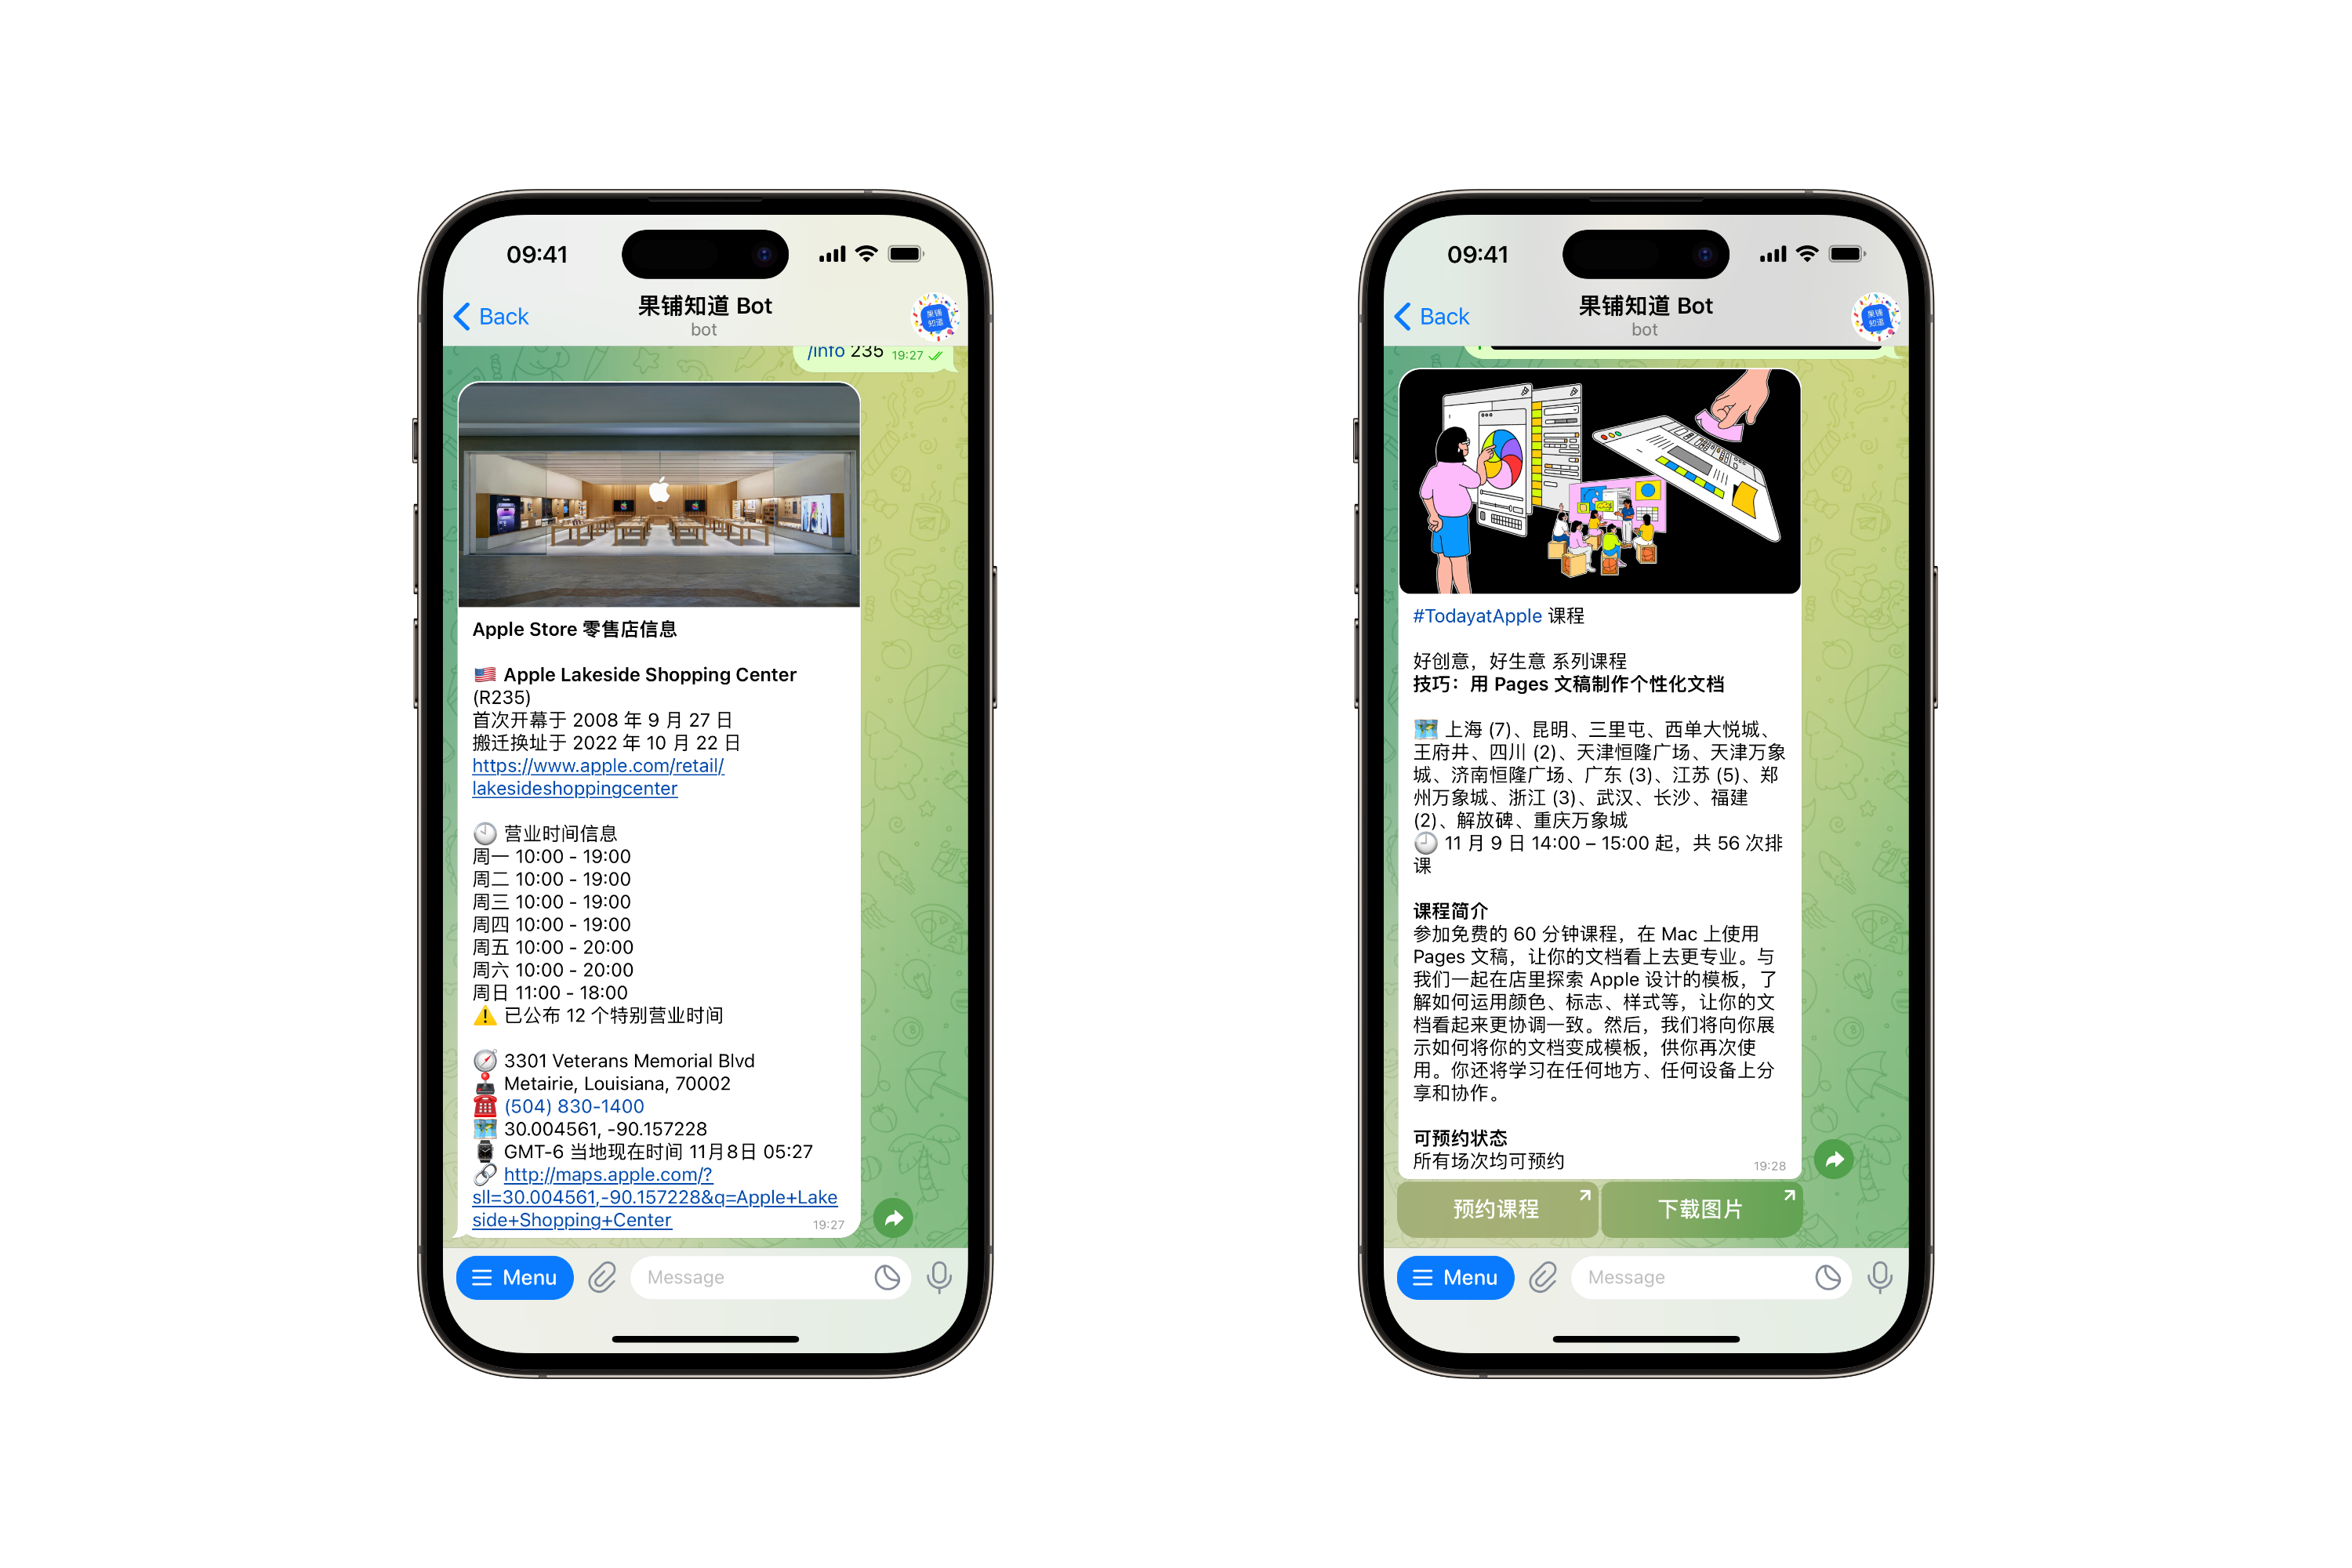 09:41
Back
果铺知道 Bot
bot
果铺
知道
/info 235 19:27
Apple Store 零售店信息
🇺🇸 Apple Lakeside Shopping Center
(R235)
首次开幕于 2008 年 9 月 27 日
搬迁换址于 2022 年 10 月 22 日
https://www.apple.com/retail/
lakesideshoppingcenter
🕙 营业时间信息
周一 10:00 - 19:00
周二 10:00 - 19:00
周三 10:00 - 19:00
周四 10:00 - 19:00
周五 10:00 - 20:00
周六 10:00 - 20:00
周日 11:00 - 18:00
⚠️ 已公布 12 个特别营业时间
🧭 3301 Veterans Memorial Blvd
🕹 Metairie, Louisiana, 70002
☎️ (504) 830-1400
🗺 30.004561, -90.157228
⌚️ GMT-6 当地现在时间 11月8日 05:27
🔗 http://maps.apple.com/?
sll=30.004561,-90.157228&q=Apple+Lake
side+Shopping+Center
19:27
Menu
Message
09:41
Back
果铺知道 Bot
bot
果铺
知道
#TodayatApple 课程
好创意，好生意 系列课程
技巧：用 Pages 文稿制作个性化文档
🗺 上海 (7)、昆明、三里屯、西单大悦城、
王府井、四川 (2)、天津恒隆广场、天津万象
城、济南恒隆广场、广东 (3)、江苏 (5)、郑
州万象城、浙江 (3)、武汉、长沙、福建
(2)、解放碑、重庆万象城
🕘 11 月 9 日 14:00 – 15:00 起，共 56 次排
课
课程简介
参加免费的 60 分钟课程，在 Mac 上使用
Pages 文稿，让你的文档看上去更专业。与
我们一起在店里探索 Apple 设计的模板，了
解如何运用颜色、标志、样式等，让你的文
档看起来更协调一致。然后，我们将向你展
示如何将你的文档变成模板，供你再次使
用。你还将学习在任何地方、任何设备上分
享和协作。
可预约状态
所有场次均可预约
19:28
预约课程
下载图片
Menu
Message